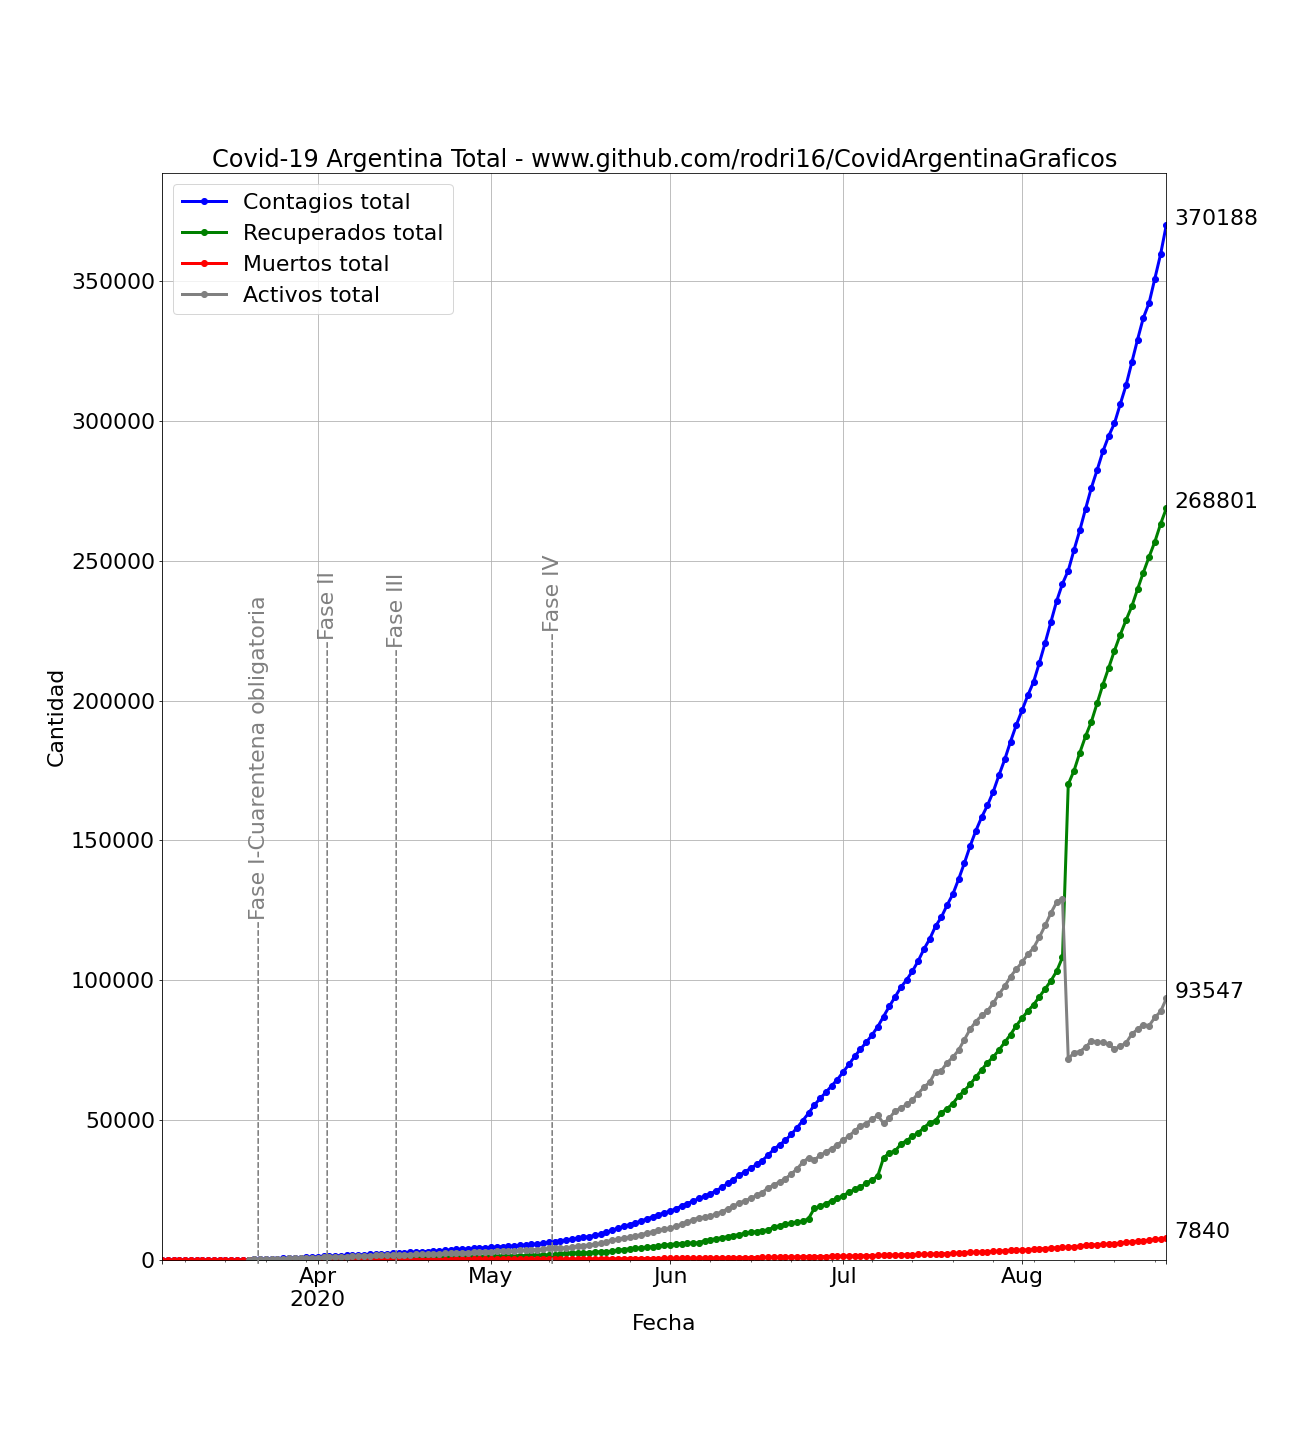 Covid-19 Argentina Total - www.github.com/rodri16/CovidArgentinaGraficos
Contagios total
Recuperados total
Muertos total
Activos total
370188
268801
93547
7840
350000
300000
250000
200000
150000
100000
50000
0
Cantidad
Fase I-Cuarentena obligatoria
Fase II
Fase III
Fase IV
Apr
2020
May
Jun
Jul
Aug
Fecha